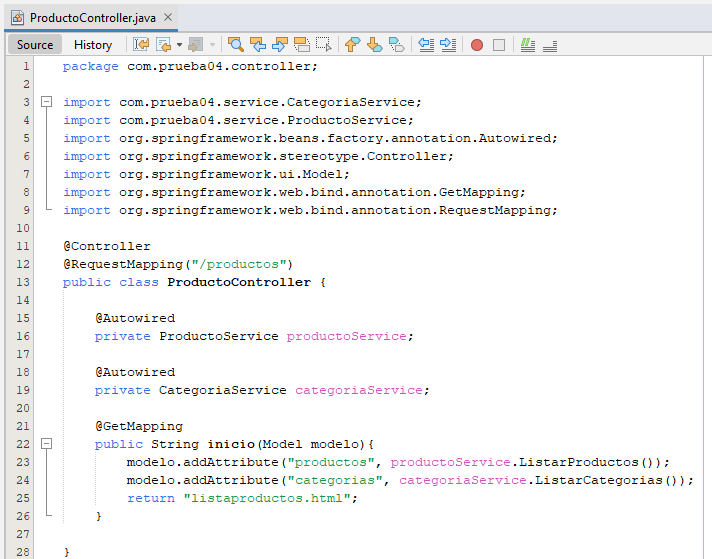 ProductoController.java ×
Source History
1 package com.prueba04.controller;
2
3 import com.prueba04.service.CategoriaService;
4 import com.prueba04.service.ProductoService;
5 import org.springframework.beans.factory.annotation.Autowired;
6 import org.springframework.stereotype.Controller;
7 import org.springframework.ui.Model;
8 import org.springframework.web.bind.annotation.GetMapping;
9 import org.springframework.web.bind.annotation.RequestMapping;
10
11 @Controller
12 @RequestMapping("/productos")
13 public class ProductoController {
14
15 @Autowired
16 private ProductoService productoService;
17
18 @Autowired
19 private CategoriaService categoriaService;
20
21 @GetMapping
22 public String inicio(Model modelo){
23 modelo.addAttribute("productos", productoService.ListarProductos());
24 modelo.addAttribute("categorias", categoriaService.ListarCategorias());
25 return "listaproductos.html";
26 }
27
28 }